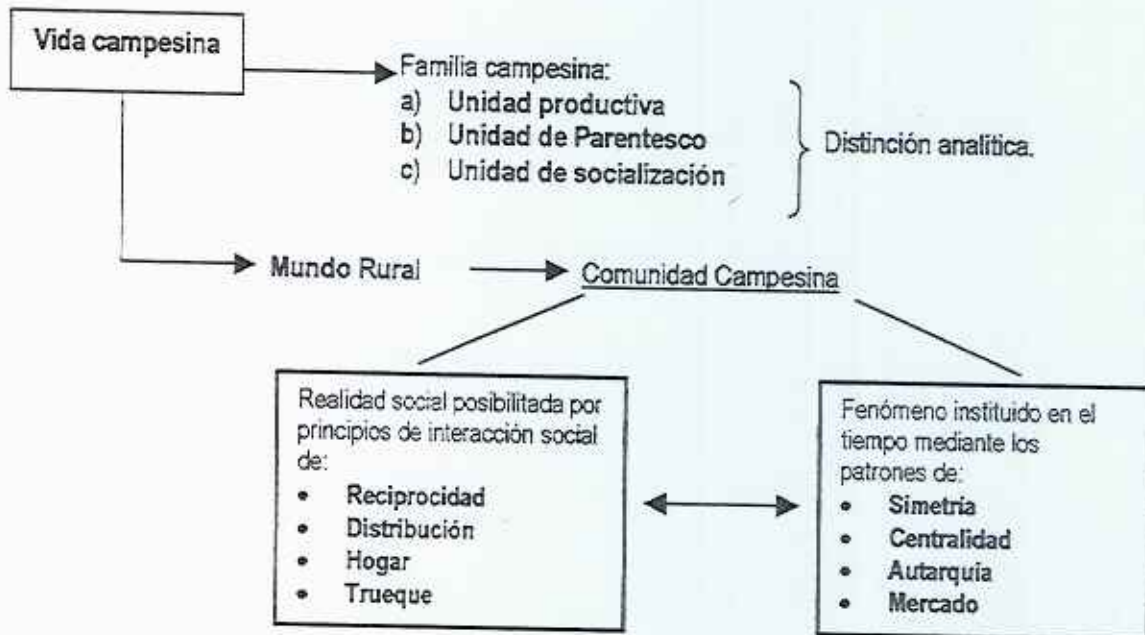 Vida campesina
Familia campesina:
a) Unidad productiva
b) Unidad de Parentesco
c) Unidad de socialización
Distinción analítica.
Mundo Rural
Comunidad Campesina
Realidad social posibilitada por
principios de interacción social
de:
• Reciprocidad
• Distribución
• Hogar
• Trueque
Fenómeno instituido en el
tiempo mediante los
patrones de:
• Simetría
• Centralidad
• Autarquía
• Mercado